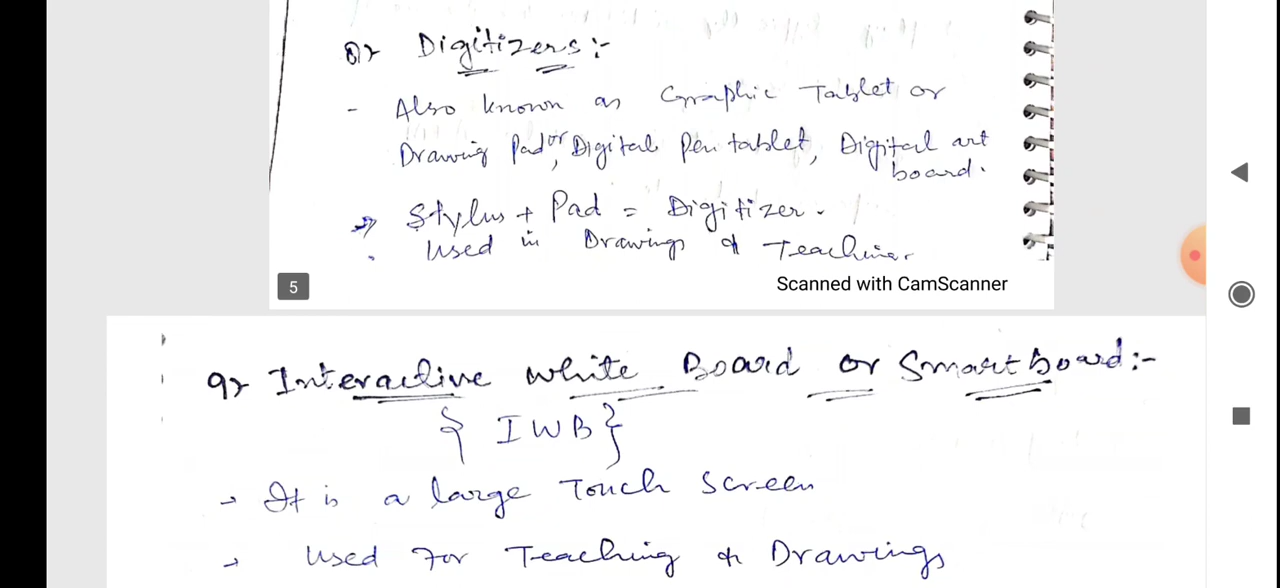 8) Digitizers :-
- Also known as Graphic Tablet or
Drawing Pad or, Digital Pen tablet, Digital art
board.
⇒ Stylus + Pad = Digitizer.
Used in Drawings & Teaching
5
Scanned with CamScanner
9) Interactive white Board or Smartboard :-
{ IWB }
→ It is a large Touch Screen
→ Used For Teaching & Drawings